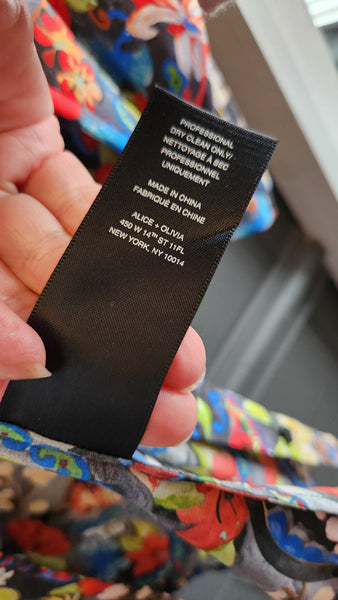 PROFESSIONAL
DRY CLEAN ONLY/
NETTOYAGE À SEC
PROFESSIONNEL
UNIQUEMENT
MADE IN CHINA
FABRIQUÉ EN CHINE
ALICE + OLIVIA
450 W 14TH ST 11FL
NEW YORK, NY 10014